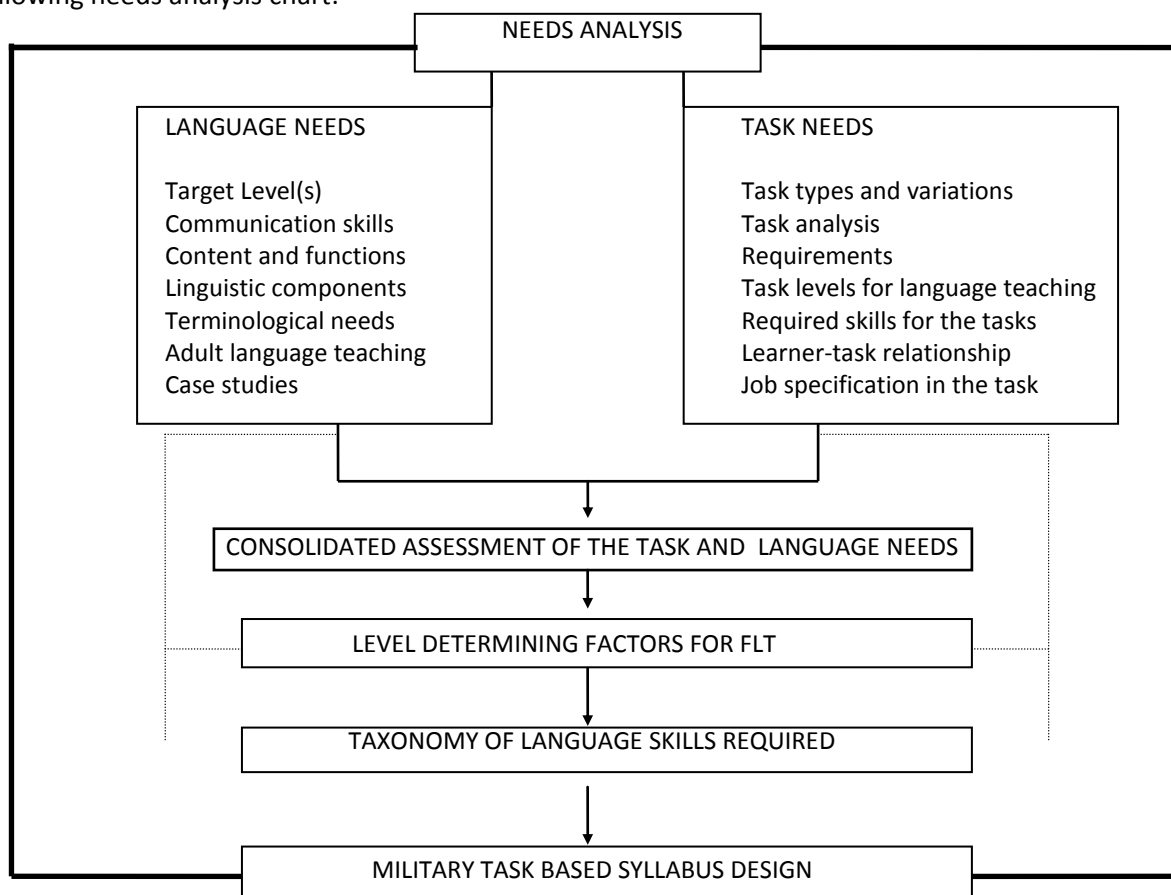 llowing needs analysis chart:
NEEDS ANALYSIS
LANGUAGE NEEDS
Target Level(s)
Communication skills
Content and functions
Linguistic components
Terminological needs
Adult language teaching
Case studies
TASK NEEDS
Task types and variations
Task analysis
Requirements
Task levels for language teaching
Required skills for the tasks
Learner-task relationship
Job specification in the task
CONSOLIDATED ASSESSMENT OF THE TASK AND LANGUAGE NEEDS
LEVEL DETERMINING FACTORS FOR FLT
TAXONOMY OF LANGUAGE SKILLS REQUIRED
MILITARY TASK BASED SYLLABUS DESIGN